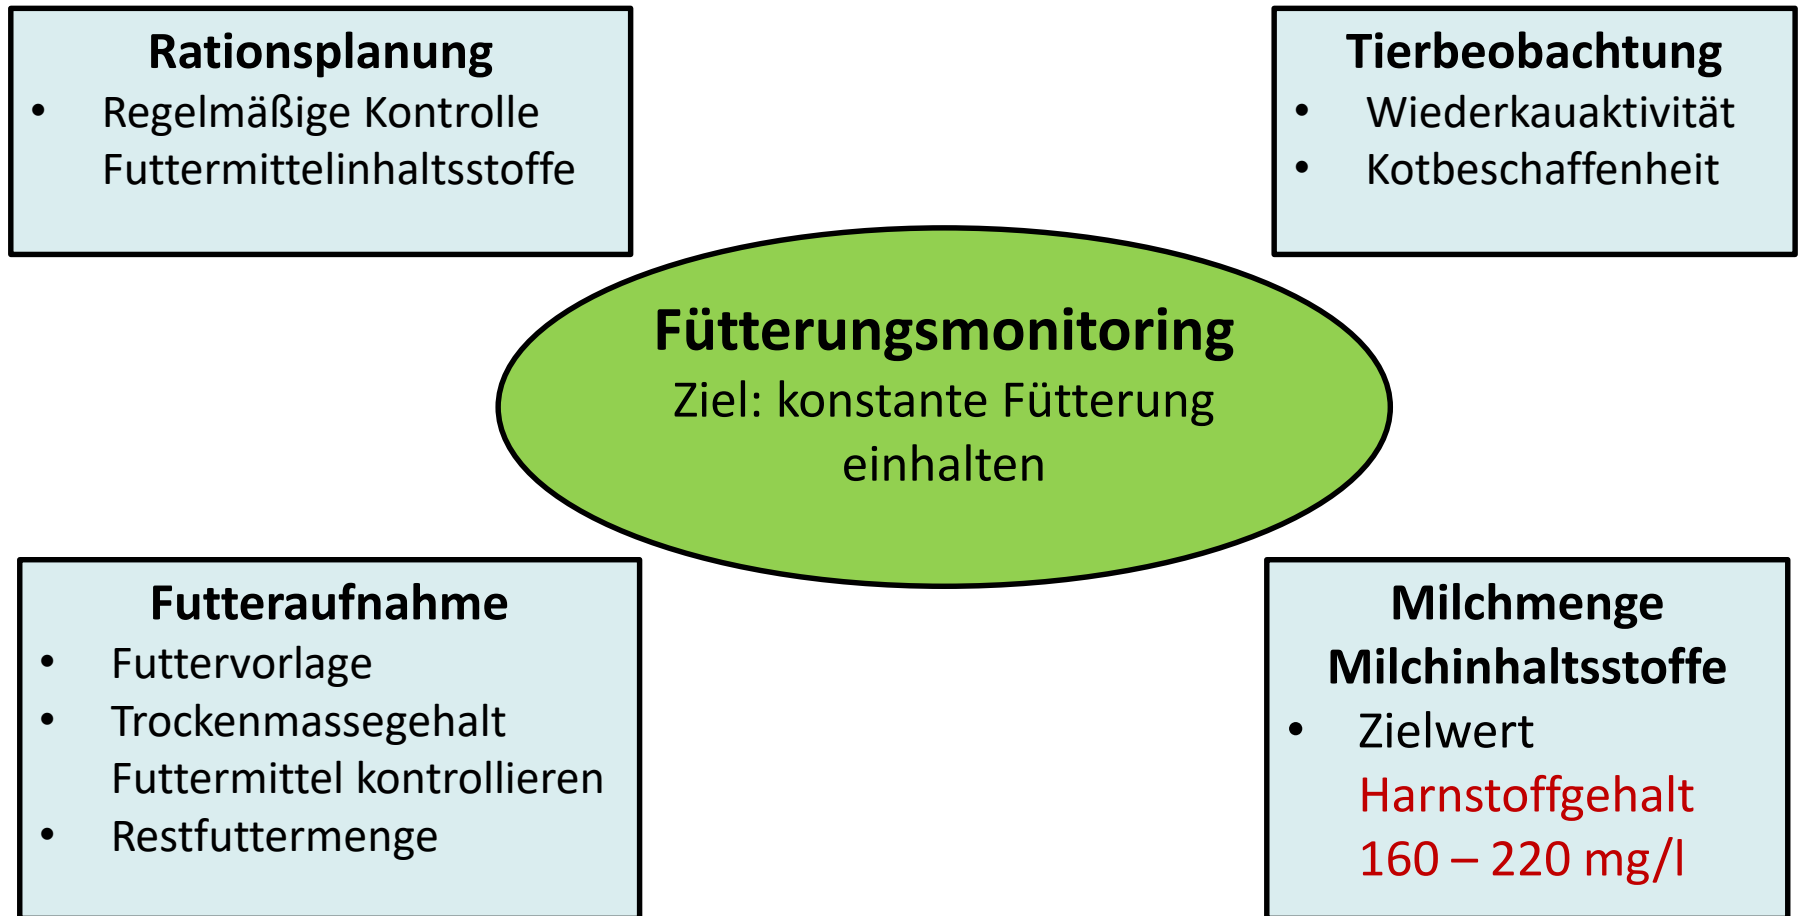 Rationsplanung
• Regelmäßige Kontrolle
Futtermittelinhaltsstoffe
Tierbeobachtung
• Wiederkauaktivität
• Kotbeschaffenheit
Fütterungsmonitoring
Ziel: konstante Fütterung
einhalten
Futteraufnahme
• Futtervorlage
• Trockenmassegehalt
Futtermittel kontrollieren
• Restfuttermenge
Milchmenge
Milchinhaltsstoffe
• Zielwert
Harnstoffgehalt
160 – 220 mg/l